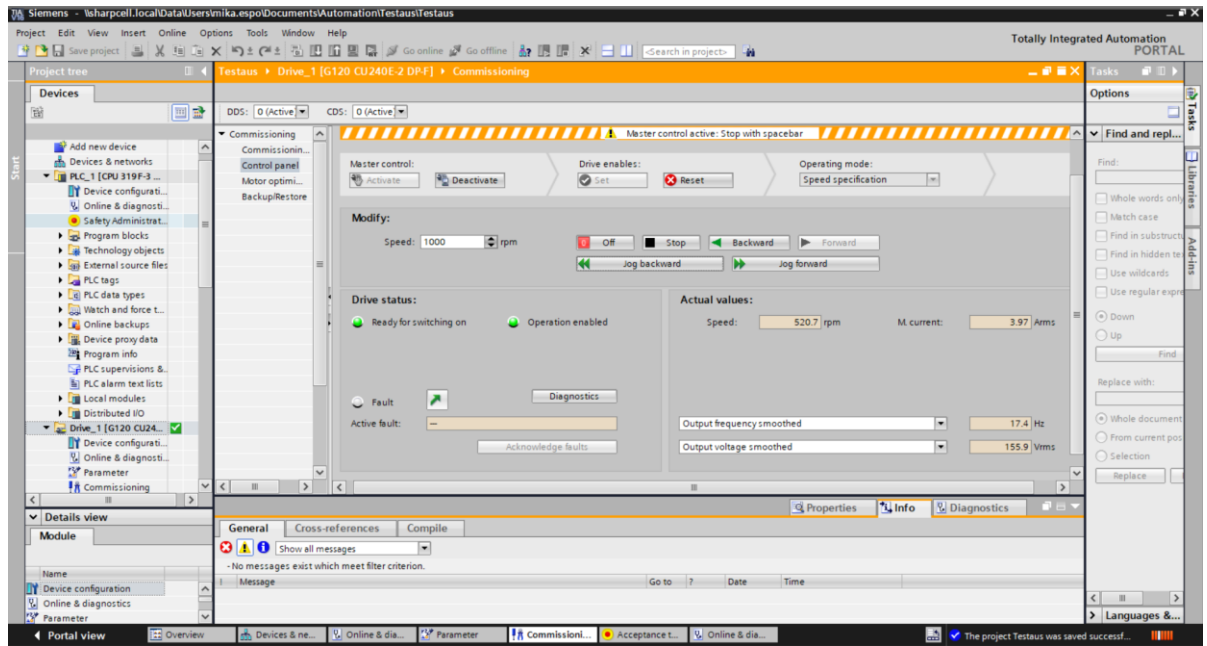 Siemens - \\sharpcell.local\Data\Users\mika.espo\Documents\Automation\Testaus\Testaus
Project Edit View Insert Online Options Tools Window Help
Totally Integrated Automation
PORTAL
Save project Go online Go offline <Search in project>
Project tree
Testaus › Drive_1 [G120 CU240E-2 DP-F] › Commissioning
Tasks
Devices
Options
DDS: 0 (Active) CDS: 0 (Active)
Commissioning
Master control active: Stop with spacebar
Find and repl...
Add new device
Commissionin...
Devices & networks
Control panel
Master control: Drive enables: Operating mode:
Find:
PLC_1 [CPU 319F-3 ...
Motor optimi...
Activate Deactivate Set Reset Speed specification
Device configurati...
Backup/Restore
Whole words only
Online & diagnosti...
Safety Administrat...
Modify:
Match case
Program blocks
Speed: 1000 rpm 0 Off Stop Backward Forward
Find in substructu
Technology objects
Find in hidden te
External source files
Jog backward Jog forward
Use wildcards
PLC tags
Use regular expre
PLC data types
Drive status: Actual values:
Watch and force t...
Down
Online backups
Ready for switching on Operation enabled Speed: 520.7 rpm M. current: 3.97 Arms
Up
Device proxy data
Program info
Find
PLC supervisions &..
PLC alarm text lists
Replace with:
Local modules
Fault Diagnostics
Distributed I/O
Whole document
Drive_1 [G120 CU24...
Active fault: — Output frequency smoothed 17.4 Hz
From current pos
Device configurati...
Acknowledge faults Output voltage smoothed 155.9 Vrms
Selection
Online & diagnosti...
Parameter
Replace
Commissioning
Details view
Properties Info Diagnostics
Module
General Cross-references Compile
Show all messages
- No messages exist which meet filter criterion.
Name
! Message Go to ? Date Time
Device configuration
Online & diagnostics
Parameter
Languages &...
Portal view Overview Devices & ne... Online & dia... Parameter Commissioni... Acceptance t... Online & dia... The project Testaus was saved successf...
Start
Tasks
Libraries
Add-ins